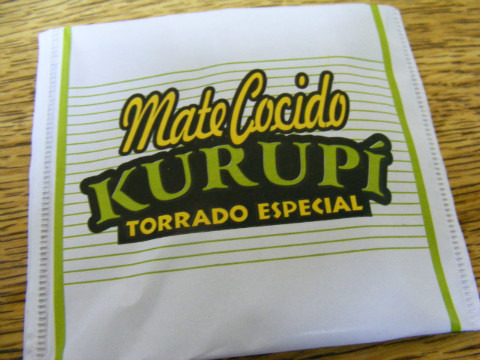 Mate Cocido
KURUPÍ
TORRADO ESPECIAL